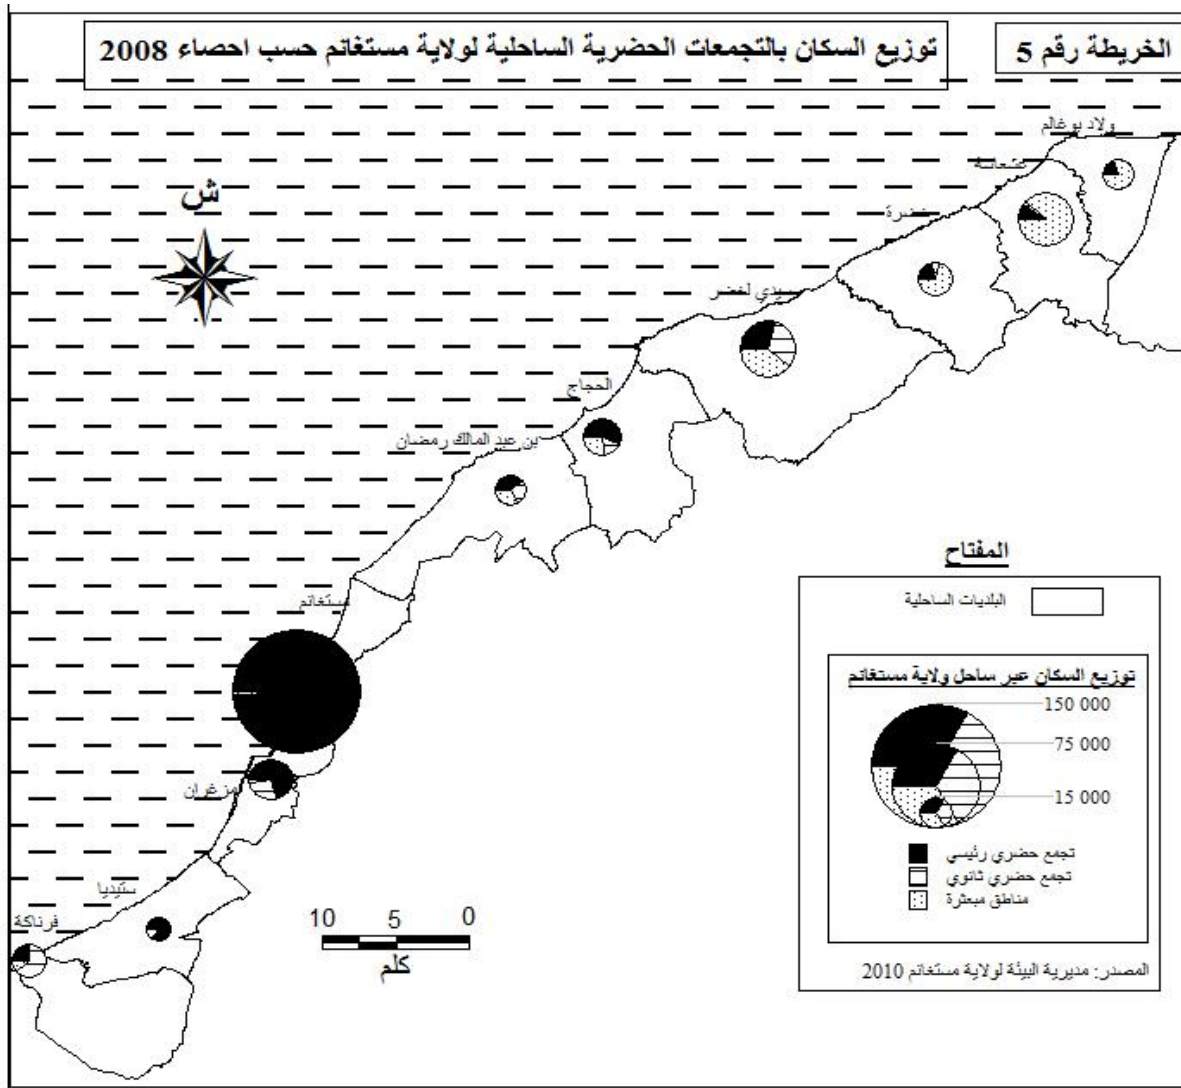 الخريطة رقم 5
توزيع السكان بالتجمعات الحضرية الساحلية لولاية مستغانم حسب احصاء 2008
ولاد بوغالم
عشعاشة
خضرة
سيدي لخضر
الحجاج
بن عبد المالك رمضان
مستغانم
مزغران
ستيديا
فرناكة
ش
10 5 0
كلم
المفتاح
البلديات الساحلية
توزيع السكان عبر ساحل ولاية مستغانم
150 000
75 000
15 000
تجمع حضري رئيسي
تجمع حضري ثانوي
مناطق مبعثرة
المصدر: مديرية البيئة لولاية مستغانم 2010